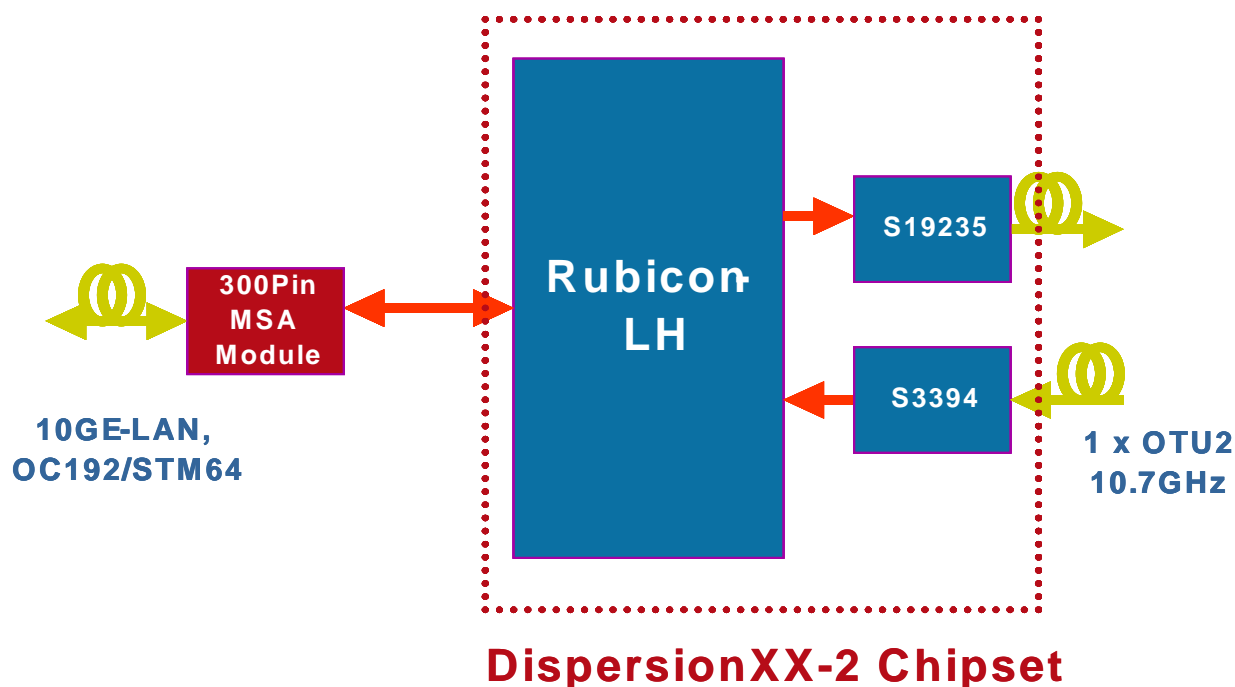 300Pin
MSA
Module
10GE-LAN,
OC192/STM64
Rubicon-
LH
S19235
S3394
1 x OTU2
10.7GHz
DispersionXX-2 Chipset